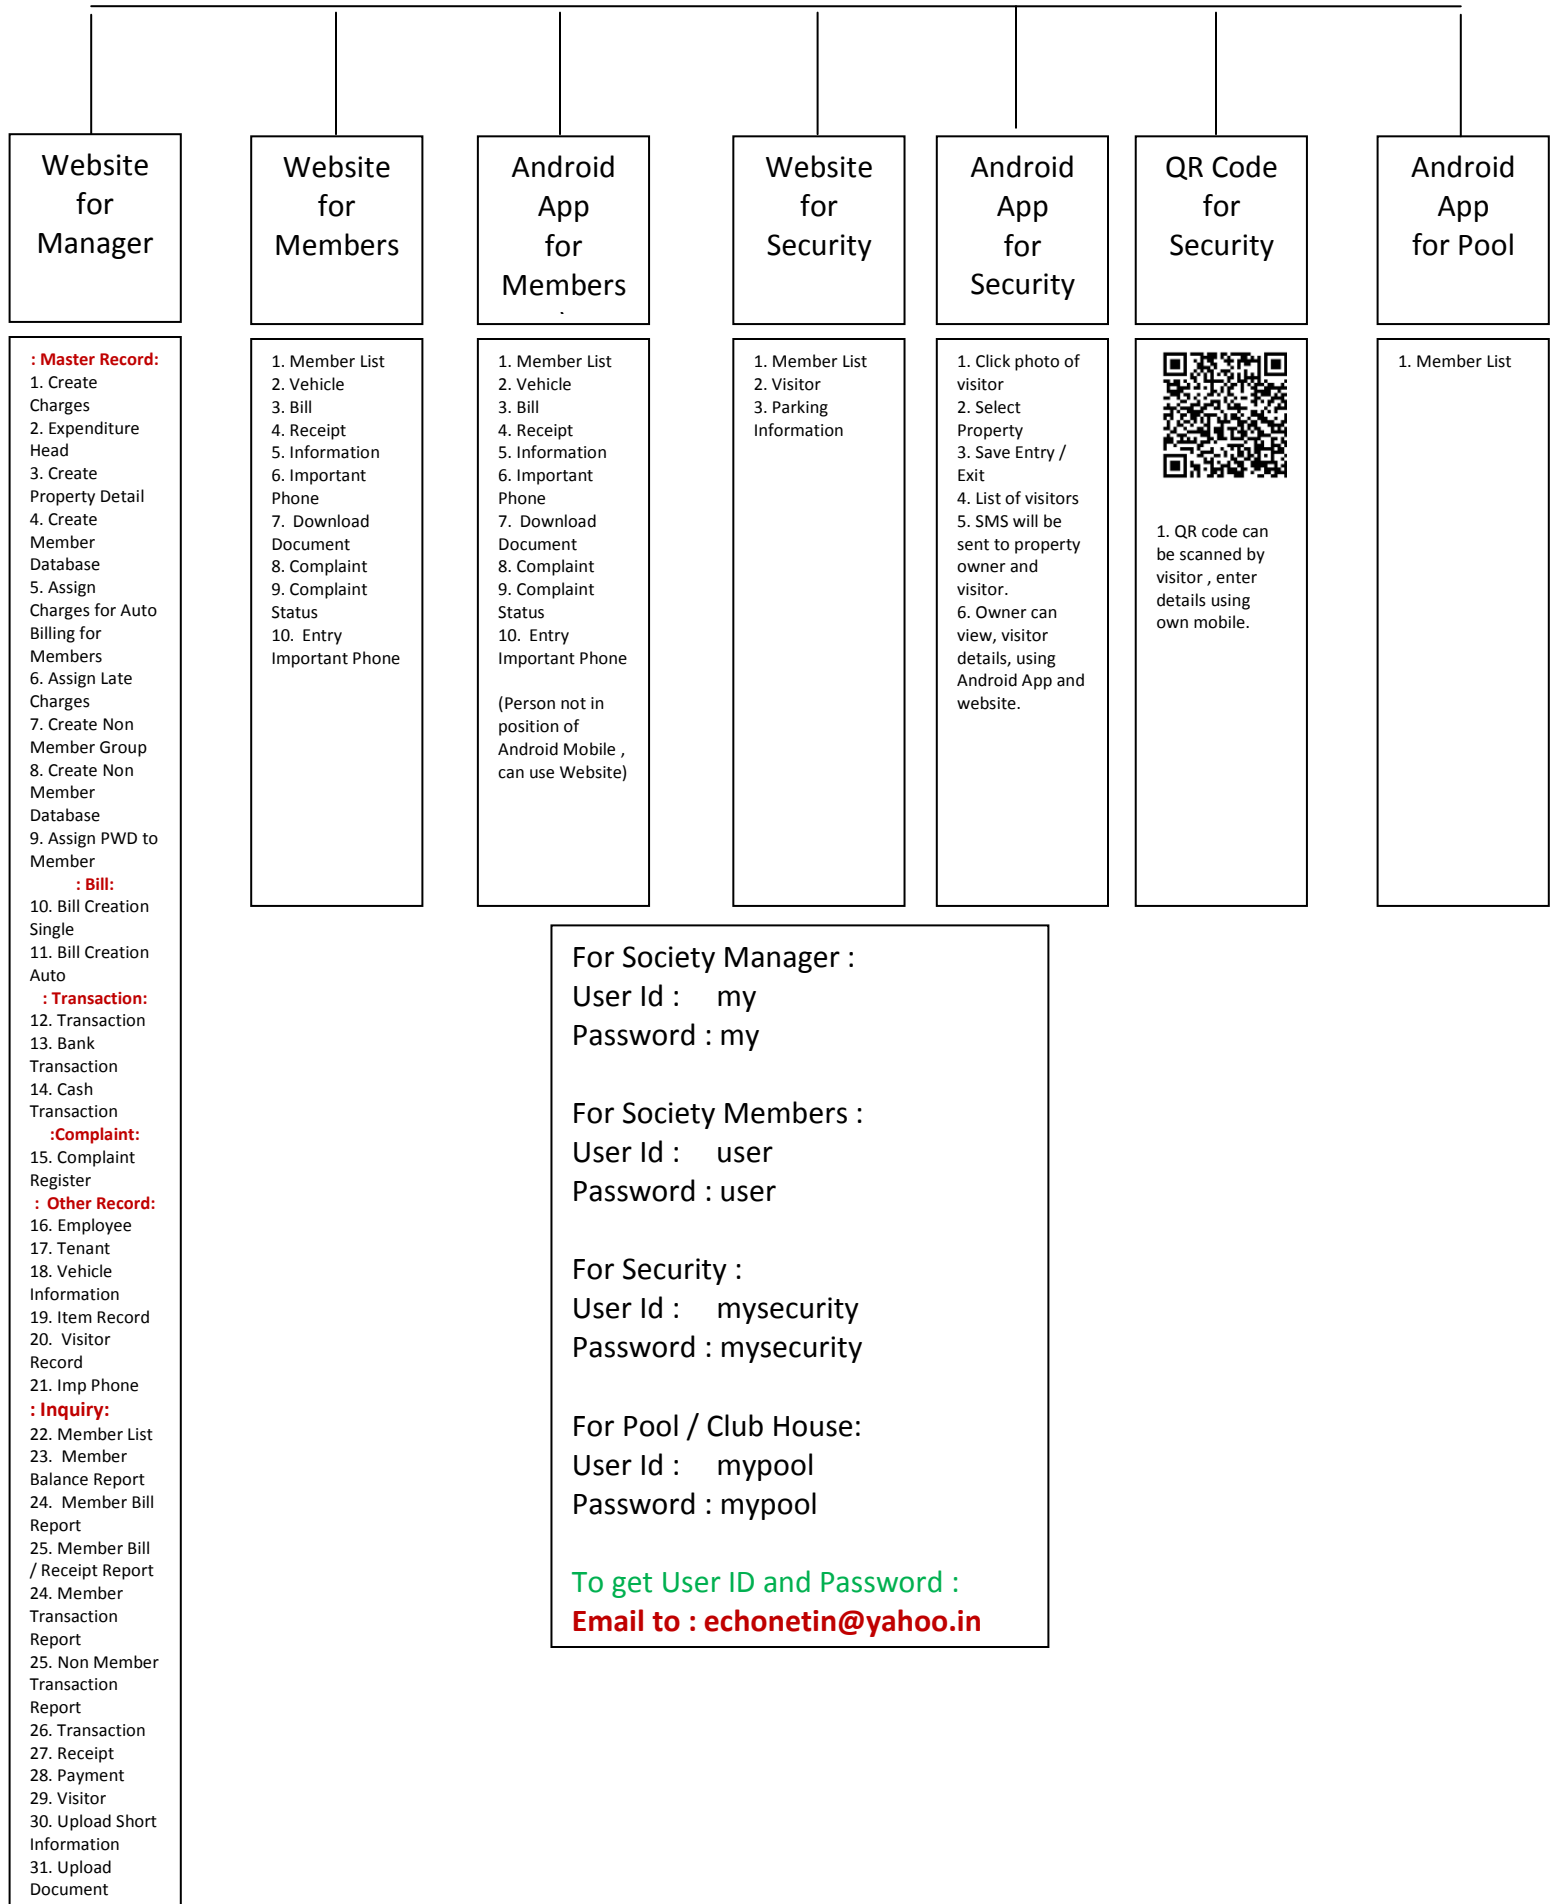 Website
for
Manager
Website
for
Members
Android
App
for
Members
Website
for
Security
Android
App
for
Security
QR Code
for
Security
Android
App
for Pool
: Master Record:
1. Create
Charges
2. Expenditure
Head
3. Create
Property Detail
4. Create
Member
Database
5. Assign
Charges for Auto
Billing for
Members
6. Assign Late
Charges
7. Create Non
Member Group
8. Create Non
Member
Database
9. Assign PWD to
Member
: Bill:
10. Bill Creation
Single
11. Bill Creation
Auto
: Transaction:
12. Transaction
13. Bank
Transaction
14. Cash
Transaction
:Complaint:
15. Complaint
Register
: Other Record:
16. Employee
17. Tenant
18. Vehicle
Information
19. Item Record
20. Visitor
Record
21. Imp Phone
: Inquiry:
22. Member List
23. Member
Balance Report
24. Member Bill
Report
25. Member Bill
/ Receipt Report
24. Member
Transaction
Report
25. Non Member
Transaction
Report
26. Transaction
27. Receipt
28. Payment
29. Visitor
30. Upload Short
Information
31. Upload
Document
1. Member List
2. Vehicle
3. Bill
4. Receipt
5. Information
6. Important
Phone
7. Download
Document
8. Complaint
9. Complaint
Status
10. Entry
Important Phone
1. Member List
2. Vehicle
3. Bill
4. Receipt
5. Information
6. Important
Phone
7. Download
Document
8. Complaint
9. Complaint
Status
10. Entry
Important Phone
(Person not in
position of
Android Mobile ,
can use Website)
1. Member List
2. Visitor
3. Parking
Information
1. Click photo of
visitor
2. Select
Property
3. Save Entry /
Exit
4. List of visitors
5. SMS will be
sent to property
owner and
visitor.
6. Owner can
view, visitor
details, using
Android App and
website.
1. QR code can
be scanned by
visitor , enter
details using
own mobile.
1. Member List
For Society Manager :
User Id : my
Password : my
For Society Members :
User Id : user
Password : user
For Security :
User Id : mysecurity
Password : mysecurity
For Pool / Club House:
User Id : mypool
Password : mypool
To get User ID and Password :
Email to : echonetin@yahoo.in